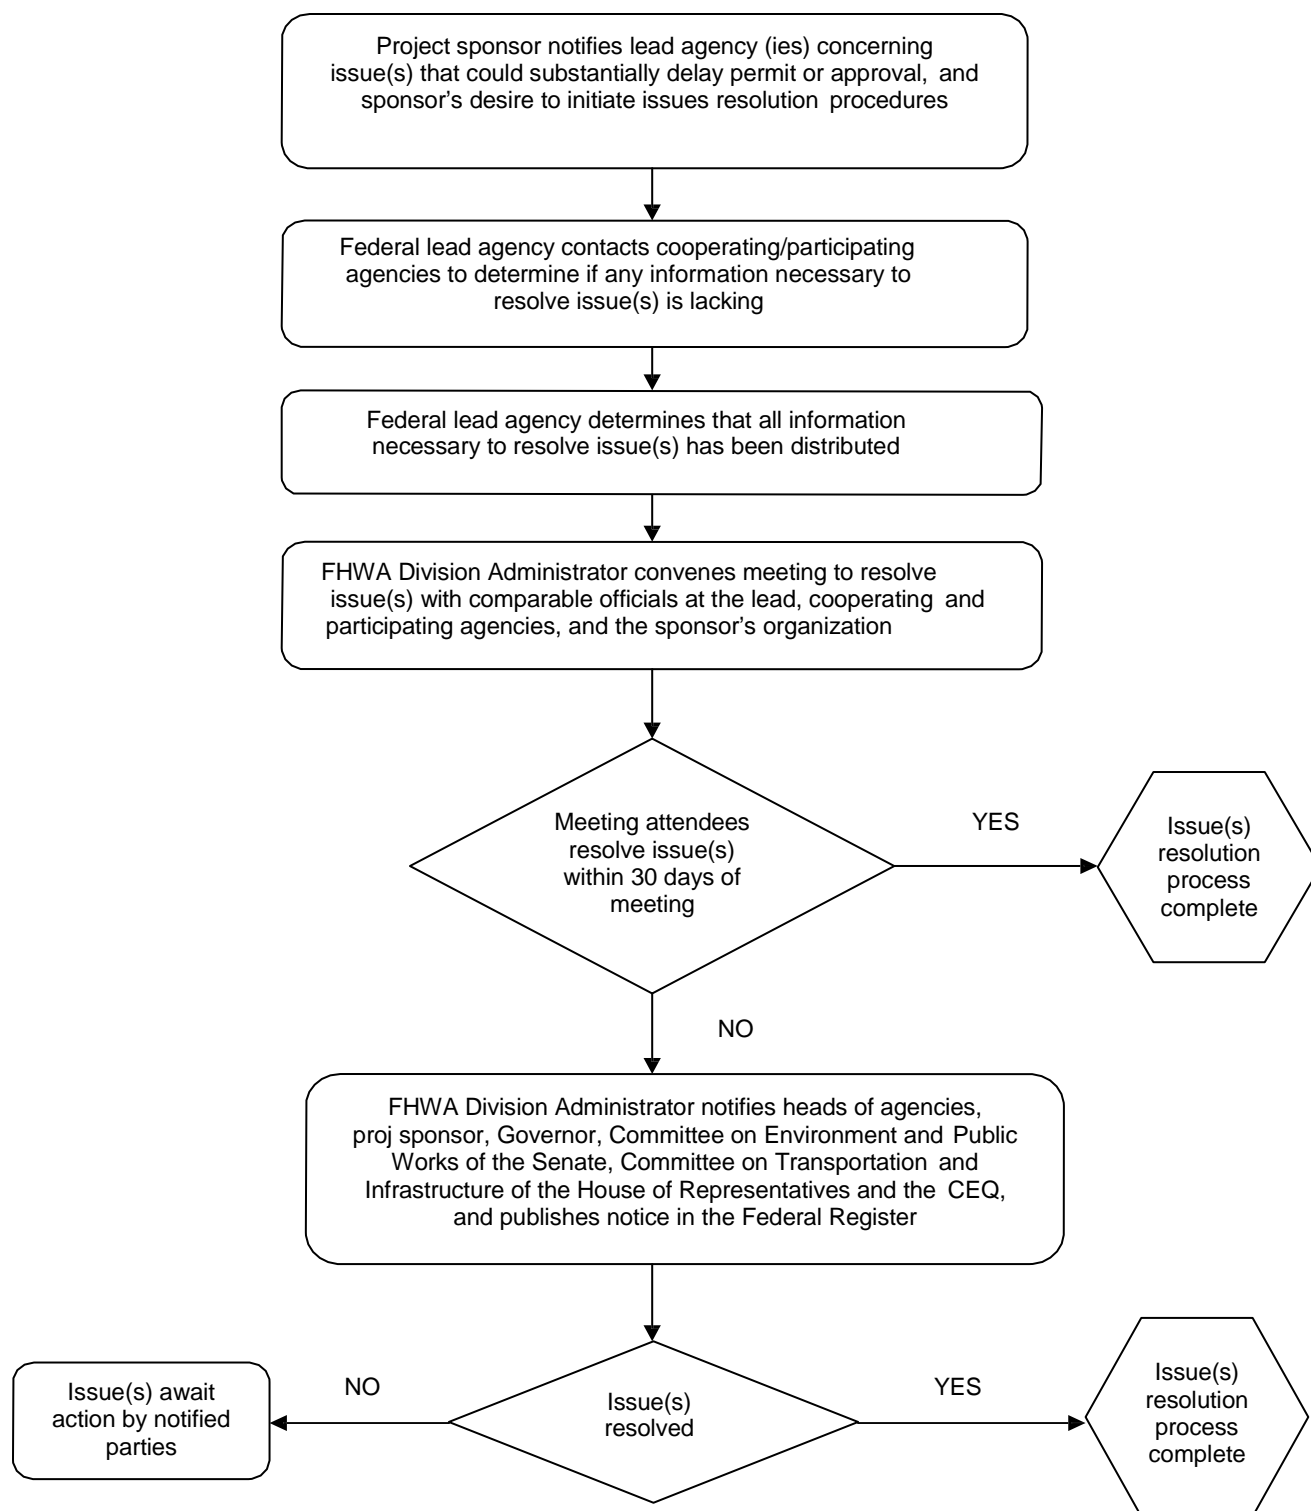 Project sponsor notifies lead agency (ies) concerning
issue(s) that could substantially delay permit or approval, and
sponsor's desire to initiate issues resolution procedures
Federal lead agency contacts cooperating/participating
agencies to determine if any information necessary to
resolve issue(s) is lacking
Federal lead agency determines that all information
necessary to resolve issue(s) has been distributed
FHWA Division Administrator convenes meeting to resolve
issue(s) with comparable officials at the lead, cooperating and
participating agencies, and the sponsor's organization
Meeting attendees
resolve issue(s)
within 30 days of
meeting
YES
Issue(s)
resolution
process
complete
NO
FHWA Division Administrator notifies heads of agencies,
proj sponsor, Governor, Committee on Environment and Public
Works of the Senate, Committee on Transportation and
Infrastructure of the House of Representatives and the CEQ,
and publishes notice in the Federal Register
Issue(s) await
action by notified
parties
NO
Issue(s)
resolved
YES
Issue(s)
resolution
process
complete